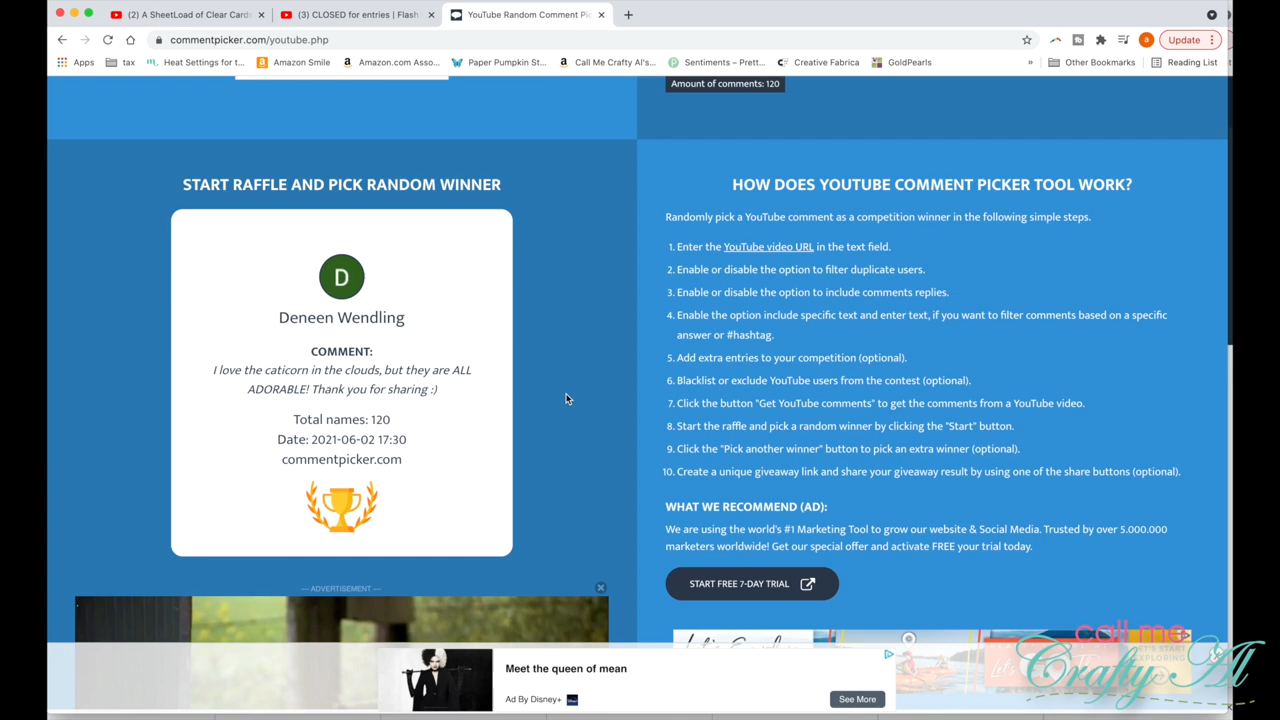 (2) A SheetLoad of Clear Cards
(3) CLOSED for entries | Flash
YouTube Random Comment Pic
commentpicker.com/youtube.php
Update
Apps
tax
Heat Settings for t...
Amazon Smile
Amazon.com Asso...
Paper Pumpkin St...
Call Me Crafty Al's...
Sentiments – Prett...
Creative Fabrica
GoldPearls
»
Other Bookmarks
Reading List
Amount of comments: 120
START RAFFLE AND PICK RANDOM WINNER
D
Deneen Wendling
COMMENT:
I love the caticorn in the clouds, but they are ALL
ADORABLE! Thank you for sharing :)
Total names: 120
Date: 2021-06-02 17:30
commentpicker.com
--- ADVERTISEMENT ---
HOW DOES YOUTUBE COMMENT PICKER TOOL WORK?
Randomly pick a YouTube comment as a competition winner in the following simple steps.
1. Enter the YouTube video URL in the text field.
2. Enable or disable the option to filter duplicate users.
3. Enable or disable the option to include comments replies.
4. Enable the option include specific text and enter text, if you want to filter comments based on a specific
answer or #hashtag.
5. Add extra entries to your competition (optional).
6. Blacklist or exclude YouTube users from the contest (optional).
7. Click the button "Get YouTube comments" to get the comments from a YouTube video.
8. Start the raffle and pick a random winner by clicking the "Start" button.
9. Click the "Pick another winner" button to pick an extra winner (optional).
10. Create a unique giveaway link and share your giveaway result by using one of the share buttons (optional).
WHAT WE RECOMMEND (AD):
We are using the world's #1 Marketing Tool to grow our website & Social Media. Trusted by over 5.000.000
marketers worldwide! Get our special offer and activate FREE your trial today.
START FREE 7-DAY TRIAL
Meet the queen of mean
Ad By Disney+
See More
call me
Crafty Al